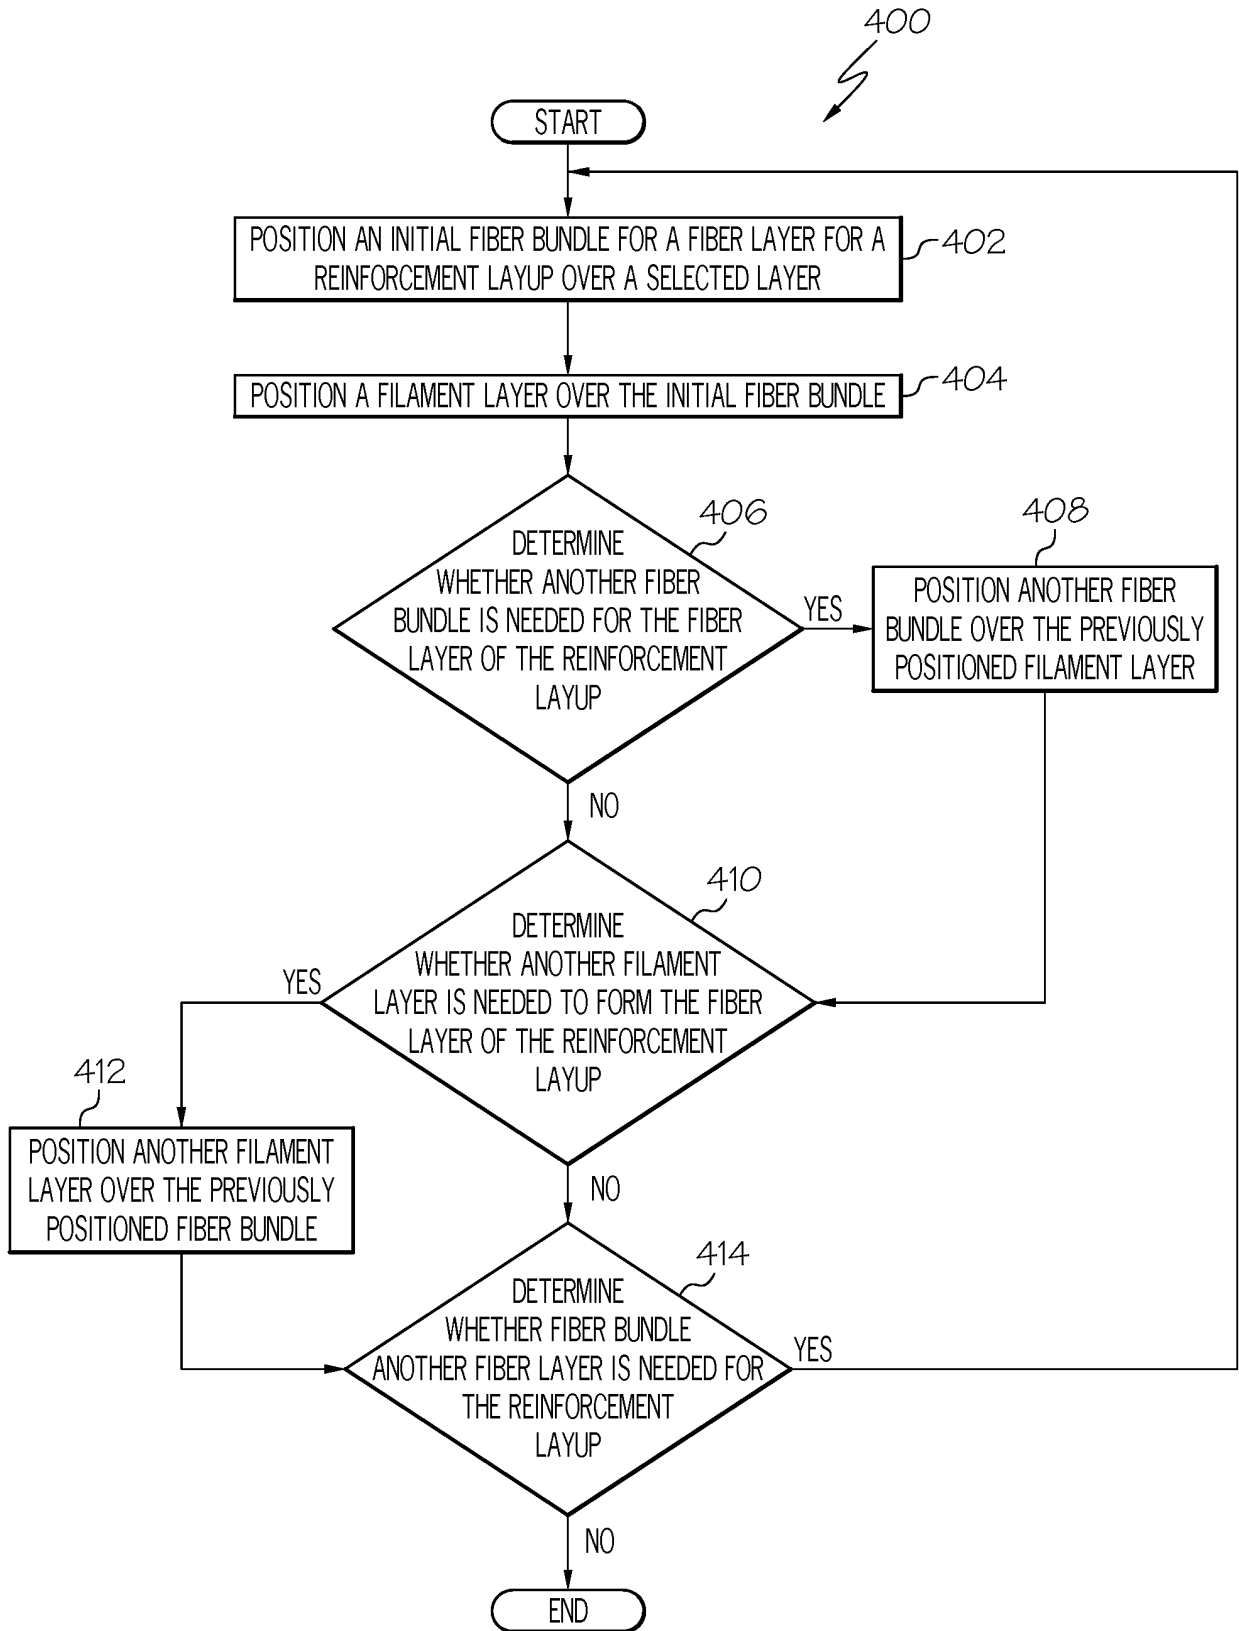 400
START
POSITION AN INITIAL FIBER BUNDLE FOR A FIBER LAYER FOR A
REINFORCEMENT LAYUP OVER A SELECTED LAYER
402
POSITION A FILAMENT LAYER OVER THE INITIAL FIBER BUNDLE
404
406
DETERMINE
WHETHER ANOTHER FIBER
BUNDLE IS NEEDED FOR THE FIBER
LAYER OF THE REINFORCEMENT
LAYUP
YES
408
POSITION ANOTHER FIBER
BUNDLE OVER THE PREVIOUSLY
POSITIONED FILAMENT LAYER
NO
410
DETERMINE
WHETHER ANOTHER FILAMENT
LAYER IS NEEDED TO FORM THE FIBER
LAYER OF THE REINFORCEMENT
LAYUP
YES
412
POSITION ANOTHER FILAMENT
LAYER OVER THE PREVIOUSLY
POSITIONED FIBER BUNDLE
NO
414
DETERMINE
WHETHER FIBER BUNDLE
ANOTHER FIBER LAYER IS NEEDED FOR
THE REINFORCEMENT
LAYUP
YES
NO
END